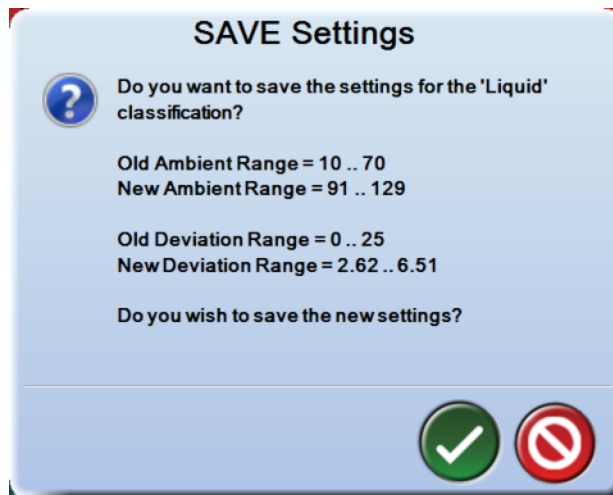 SAVE Settings
Do you want to save the settings for the 'Liquid'
classification?
Old Ambient Range = 10 .. 70
New Ambient Range = 91 .. 129
Old Deviation Range = 0 .. 25
New Deviation Range = 2.62 .. 6.51
Do you wish to save the new settings?